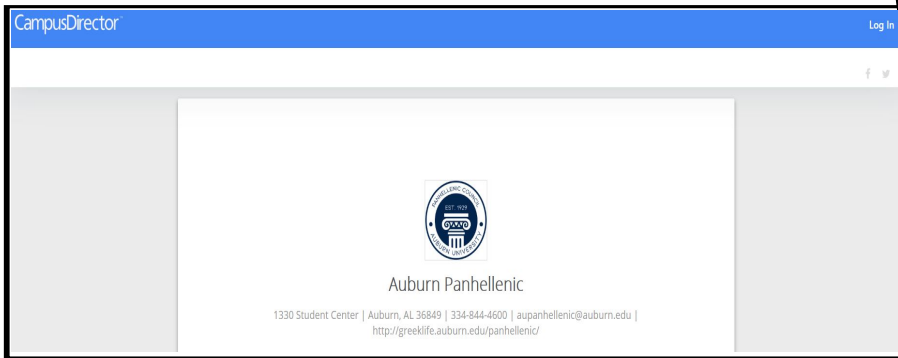 CampusDirector
Log In
PANHELLENIC COUNCIL
EST. 1929
AUBURN UNIVERSITY
Auburn Panhellenic
1330 Student Center | Auburn, AL 36849 | 334-844-4600 | aupanhellenic@auburn.edu |
http://greeklife.auburn.edu/panhellenic/